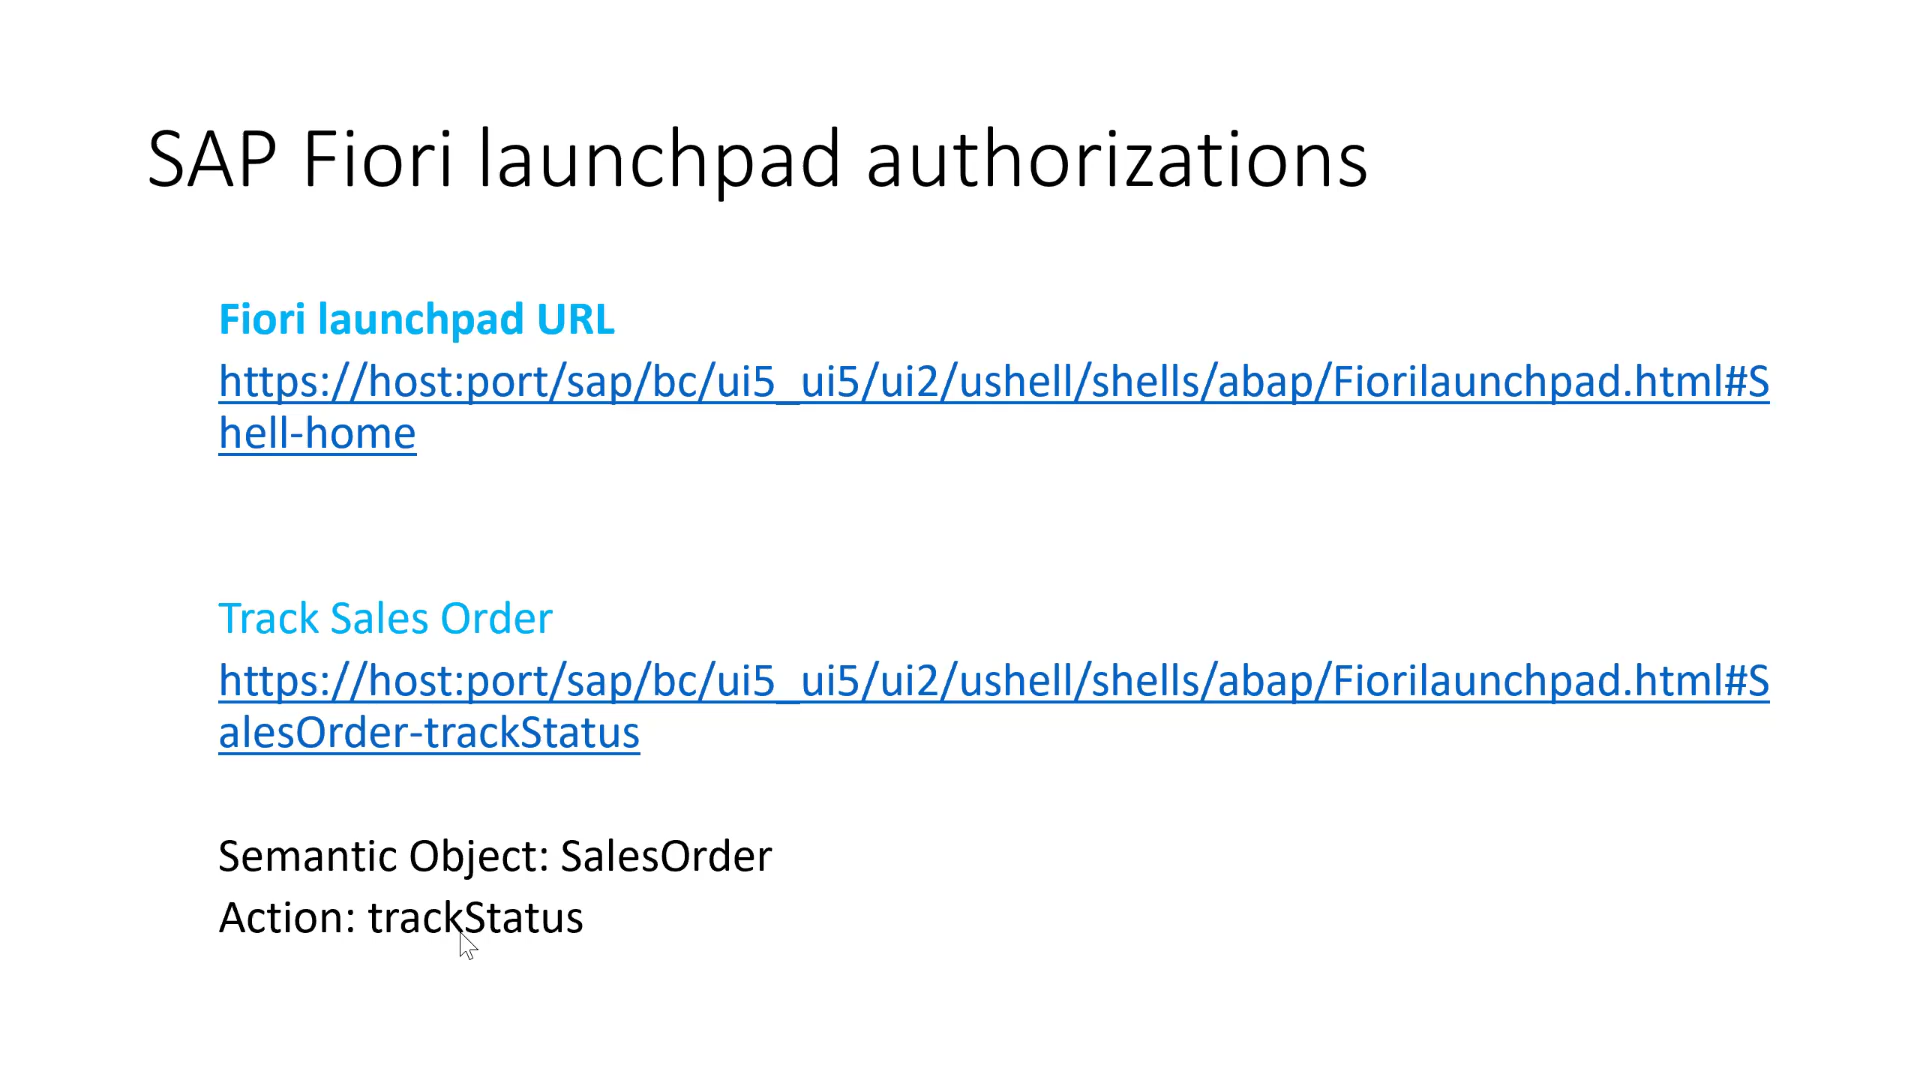 SAP Fiori launchpad authorizations
Fiori launchpad URL
https://host:port/sap/bc/ui5_ui5/ui2/ushell/shells/abap/Fiorilaunchpad.html#S
hell-home
Track Sales Order
https://host:port/sap/bc/ui5_ui5/ui2/ushell/shells/abap/Fiorilaunchpad.html#S
alesOrder-trackStatus
Semantic Object: SalesOrder
Action: trackStatus